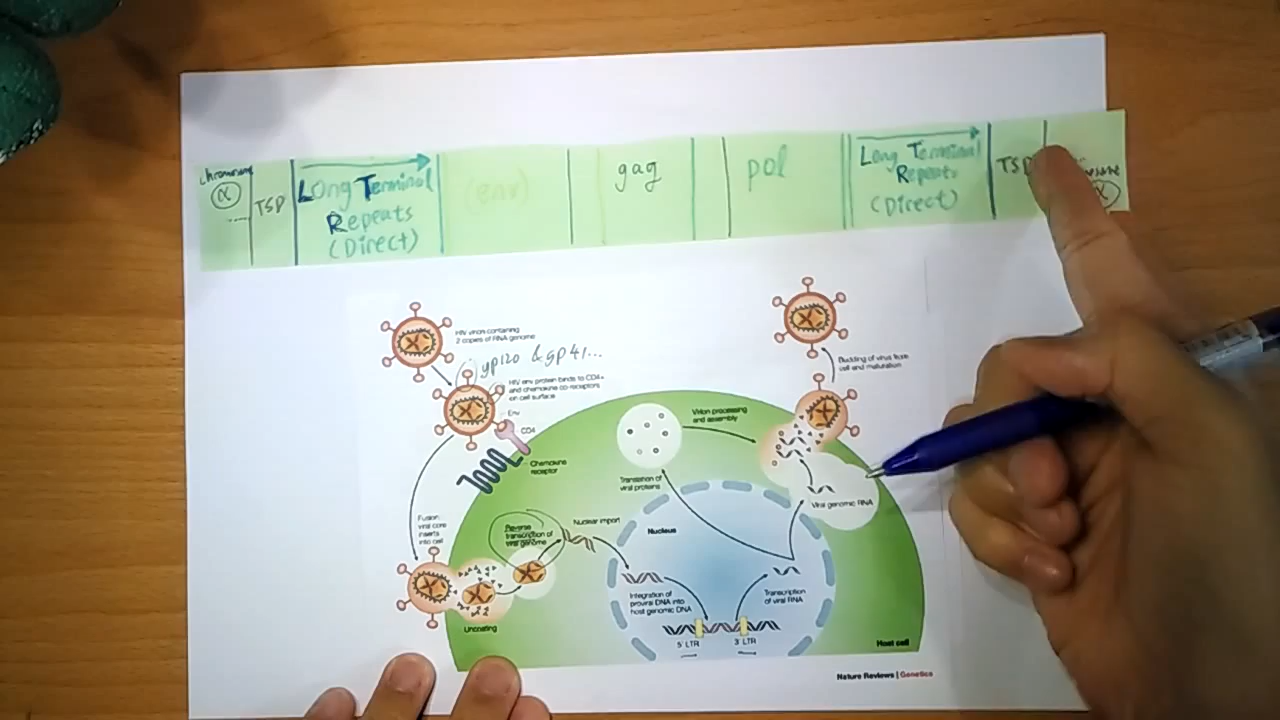 chromosome
α
TSD
Long Terminal
Repeats
(Direct)
(env)
gag
pol
Long Terminal
Repeats
(Direct)
HIV virion containing
2 copies of RNA genome
gp120 & gp41...
HIV env protein binds to CD4+
and chemokine co-receptors
on cell surface
Env
CD4
Chemokine
receptor
Fusion:
viral core
inserts
into cell
Uncoating
Reverse
transcription of
viral genome
Nuclear import
Nucleus
Integration of
proviral DNA into
host genomic DNA
5' LTR
3' LTR
Transcription
of viral RNA
Translation of
viral proteins
Virion processing
and assembly
Viral genomic RNA
Budding of virus from
cell and maturation
Host cell
Nature Reviews | Genetics